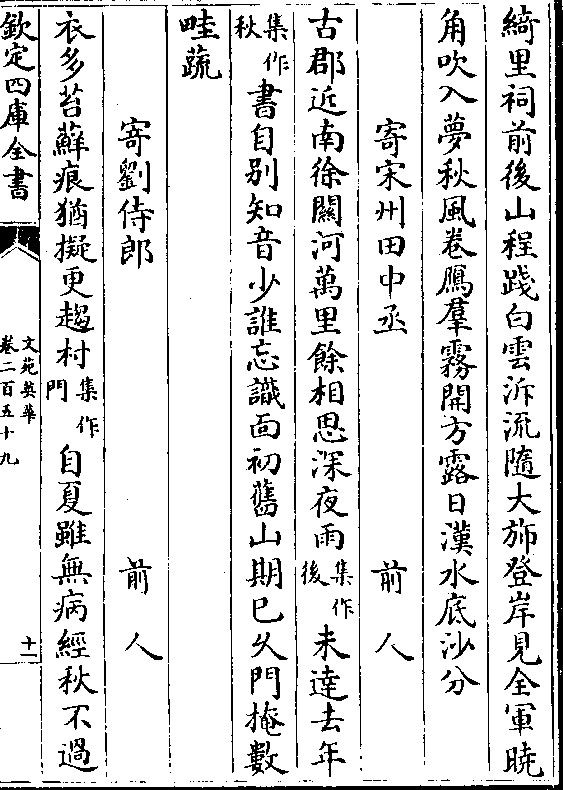 綺里祠前後山程踐白雲泝流隨大斾登岸見全軍曉
角吹入夢秋風卷鴈羣霧開方露日漢水底沙分
寄宋州田中丞 前人
古郡近南徐關河萬里餘相思深夜雨集作後未達去年
集作秋書自別知音少誰忘識面初舊山期已久門掩數
畦蔬
寄劉侍郎 前人
衣多苔蘚痕猶擬更趨村集作門自夏雖無病經秋不過
欽定四庫全書
文苑英華
卷二百五十九
十一